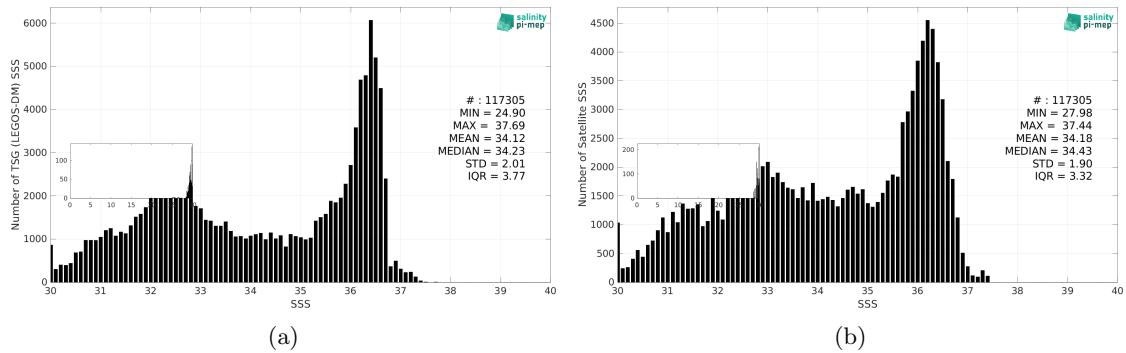 6000
5000
4000
3000
2000
1000
0
Number of TSG (LEGOS-DM) SSS
salinity
pi-mep
# : 117305
MIN = 24.90
MAX = 37.69
MEAN = 34.12
MEDIAN = 34.23
STD = 2.01
IQR = 3.77
100
50
0
0 5 10 15
30 31 32 33 34 35 36 37 38 39 40
SSS
(a)
4500
4000
3500
3000
2500
2000
1500
1000
500
0
Number of Satellite SSS
salinity
pi-mep
# : 117305
MIN = 27.98
MAX = 37.44
MEAN = 34.18
MEDIAN = 34.43
STD = 1.90
IQR = 3.32
200
100
0
0 5 10
30 31 32 33 34 35 36 37 38 39 40
SSS
(b)